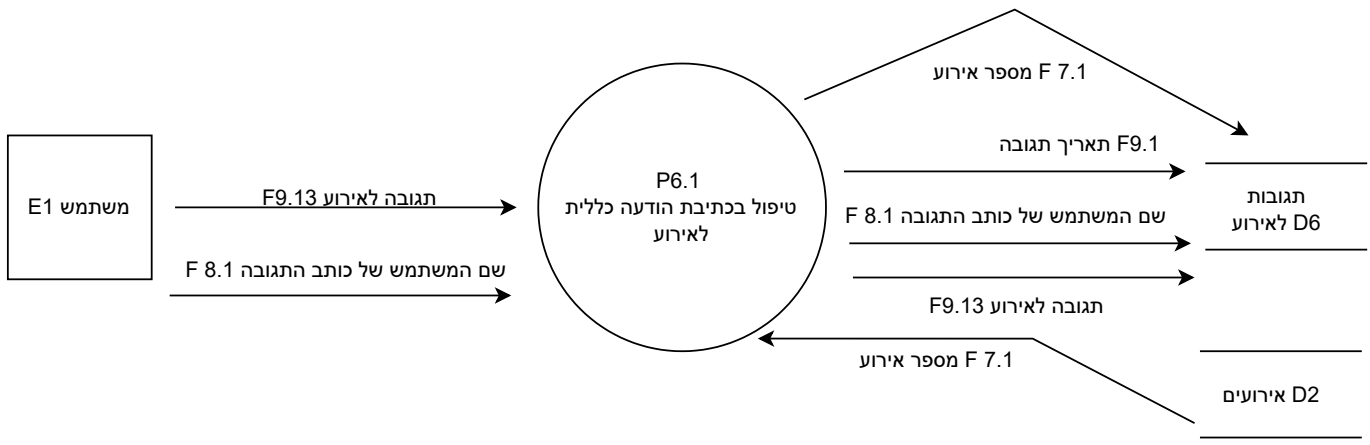 F 7.1 מספר אירוע
F9.1 תאריך תגובה
P6.1
טיפול בכתיבת הודעה כללית
לאירוע
משתמש E1
תגובה לאירוע F9.13
תגובות
D6 לאירוע
שם המשתמש של כותב התגובה F 8.1
שם המשתמש של כותב התגובה F 8.1
תגובה לאירוע F9.13
F 7.1 מספר אירוע
D2 אירועים